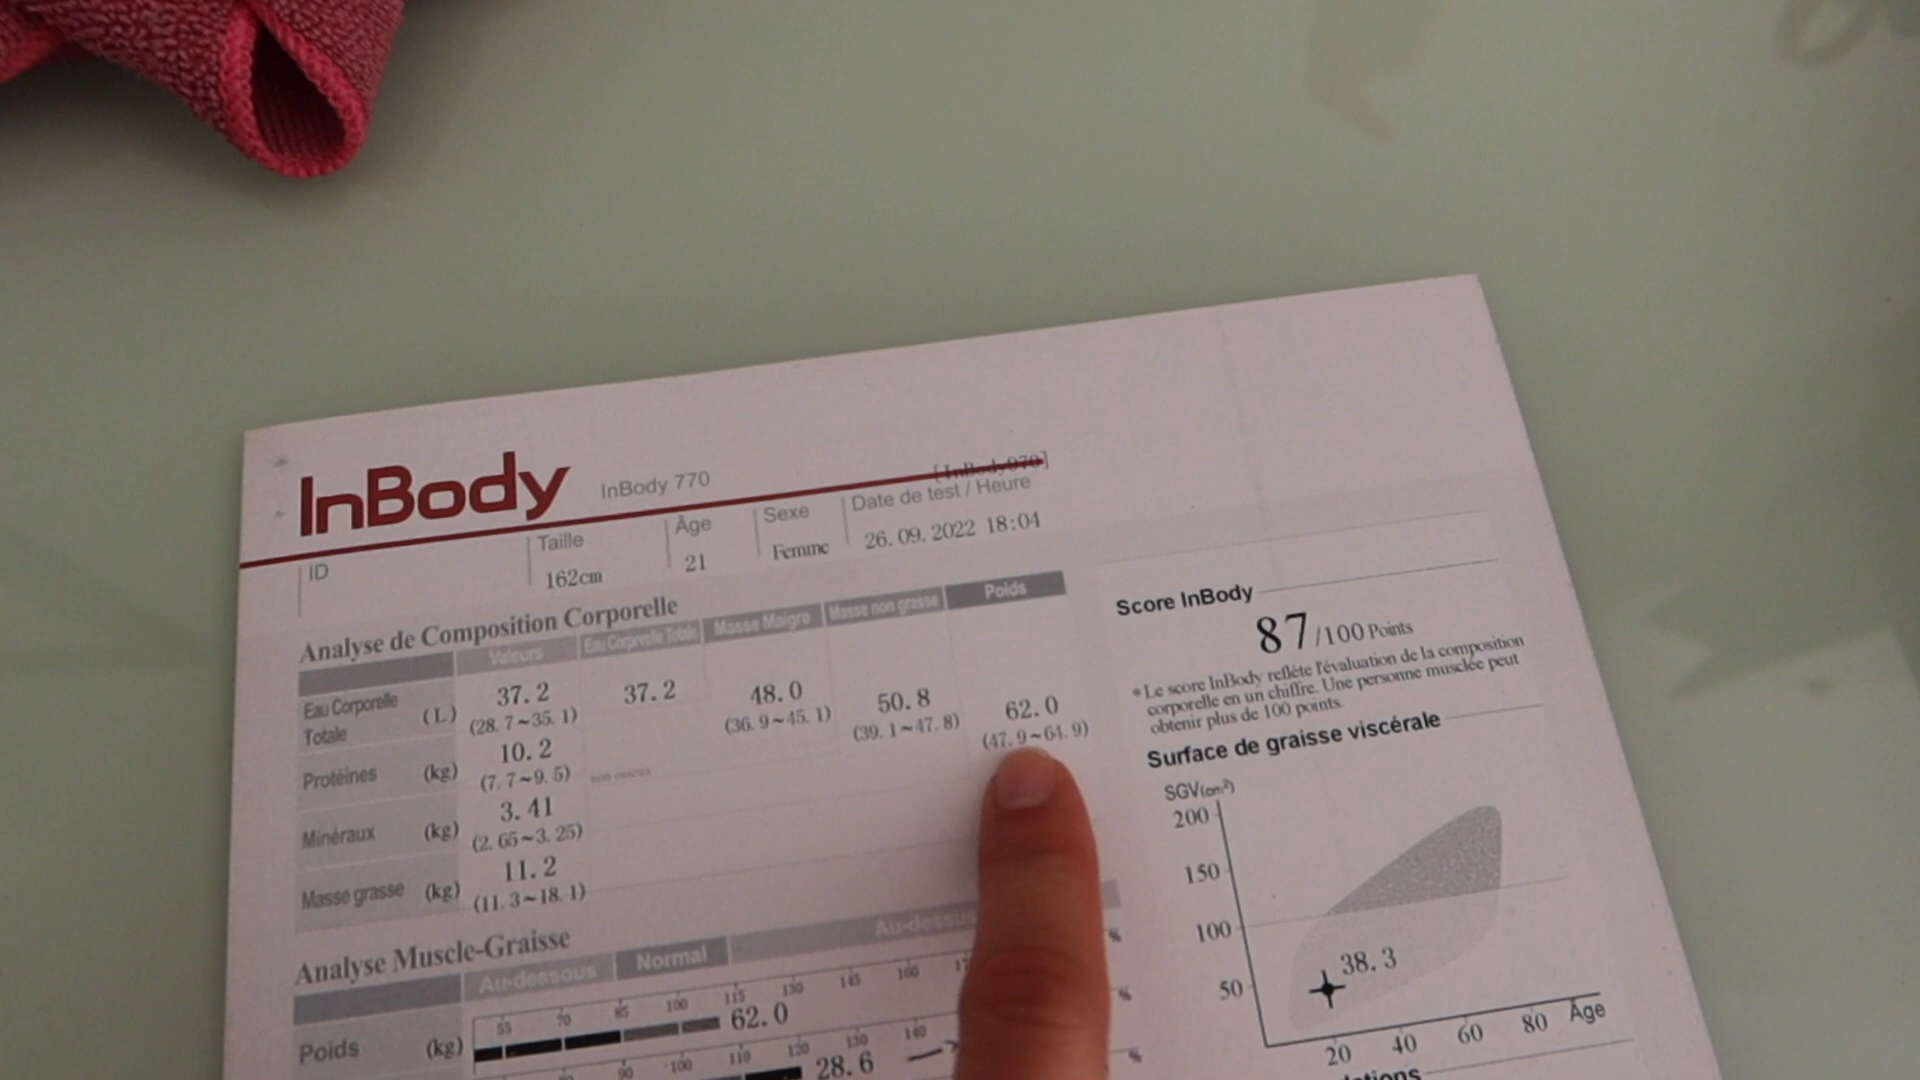 InBody InBody 770 [InBody970]
ID Taille Âge Sexe Date de test / Heure
162cm 21 Femme 26. 09. 2022 18:04
Analyse de Composition Corporelle
Valeurs Eau Corporelle Totale Masse Maigre Masse non grasse Poids
Eau Corporelle Totale (L) 37. 2 37. 2 48. 0 50. 8 62. 0
(28. 7~35. 1) (36. 9~45. 1) (39. 1~47. 8) (47. 9~64. 9)
Protéines (kg) 10. 2
(7. 7~9. 5) non osseux
Minéraux (kg) 3. 41
(2. 65~3. 25)
Masse grasse (kg) 11. 2
(11. 3~18. 1)
Analyse Muscle-Graisse
Au-dessous Normal Au-dessus
55 70 85 100 115 130 145 160 %
Poids (kg) 62. 0
90 100 110 120 130 140 %
28. 6
%
Score InBody
87/100 Points
* Le score InBody reflète l'évaluation de la composition
corporelle en un chiffre. Une personne musclée peut
obtenir plus de 100 points.
Surface de graisse viscérale
SGV(cm²)
200
150
100
50
38. 3
20 40 60 80 Âge